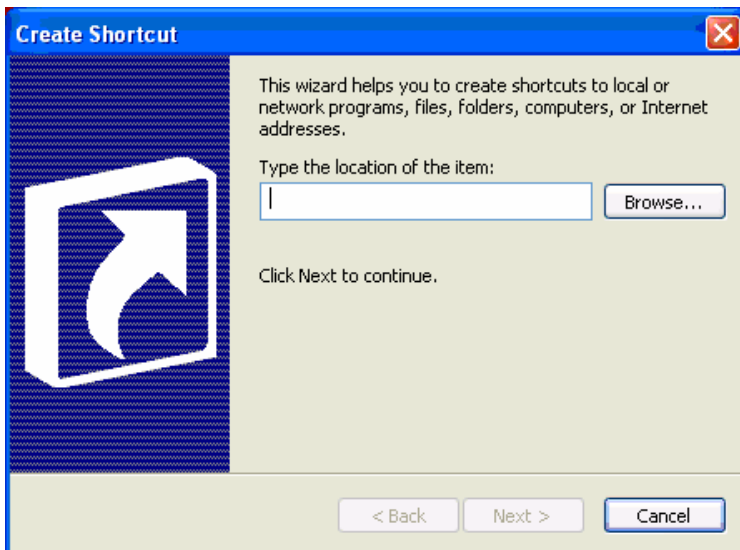 Create Shortcut
This wizard helps you to create shortcuts to local or
network programs, files, folders, computers, or Internet
addresses.
Type the location of the item:
Browse...
Click Next to continue.
< Back
Next >
Cancel